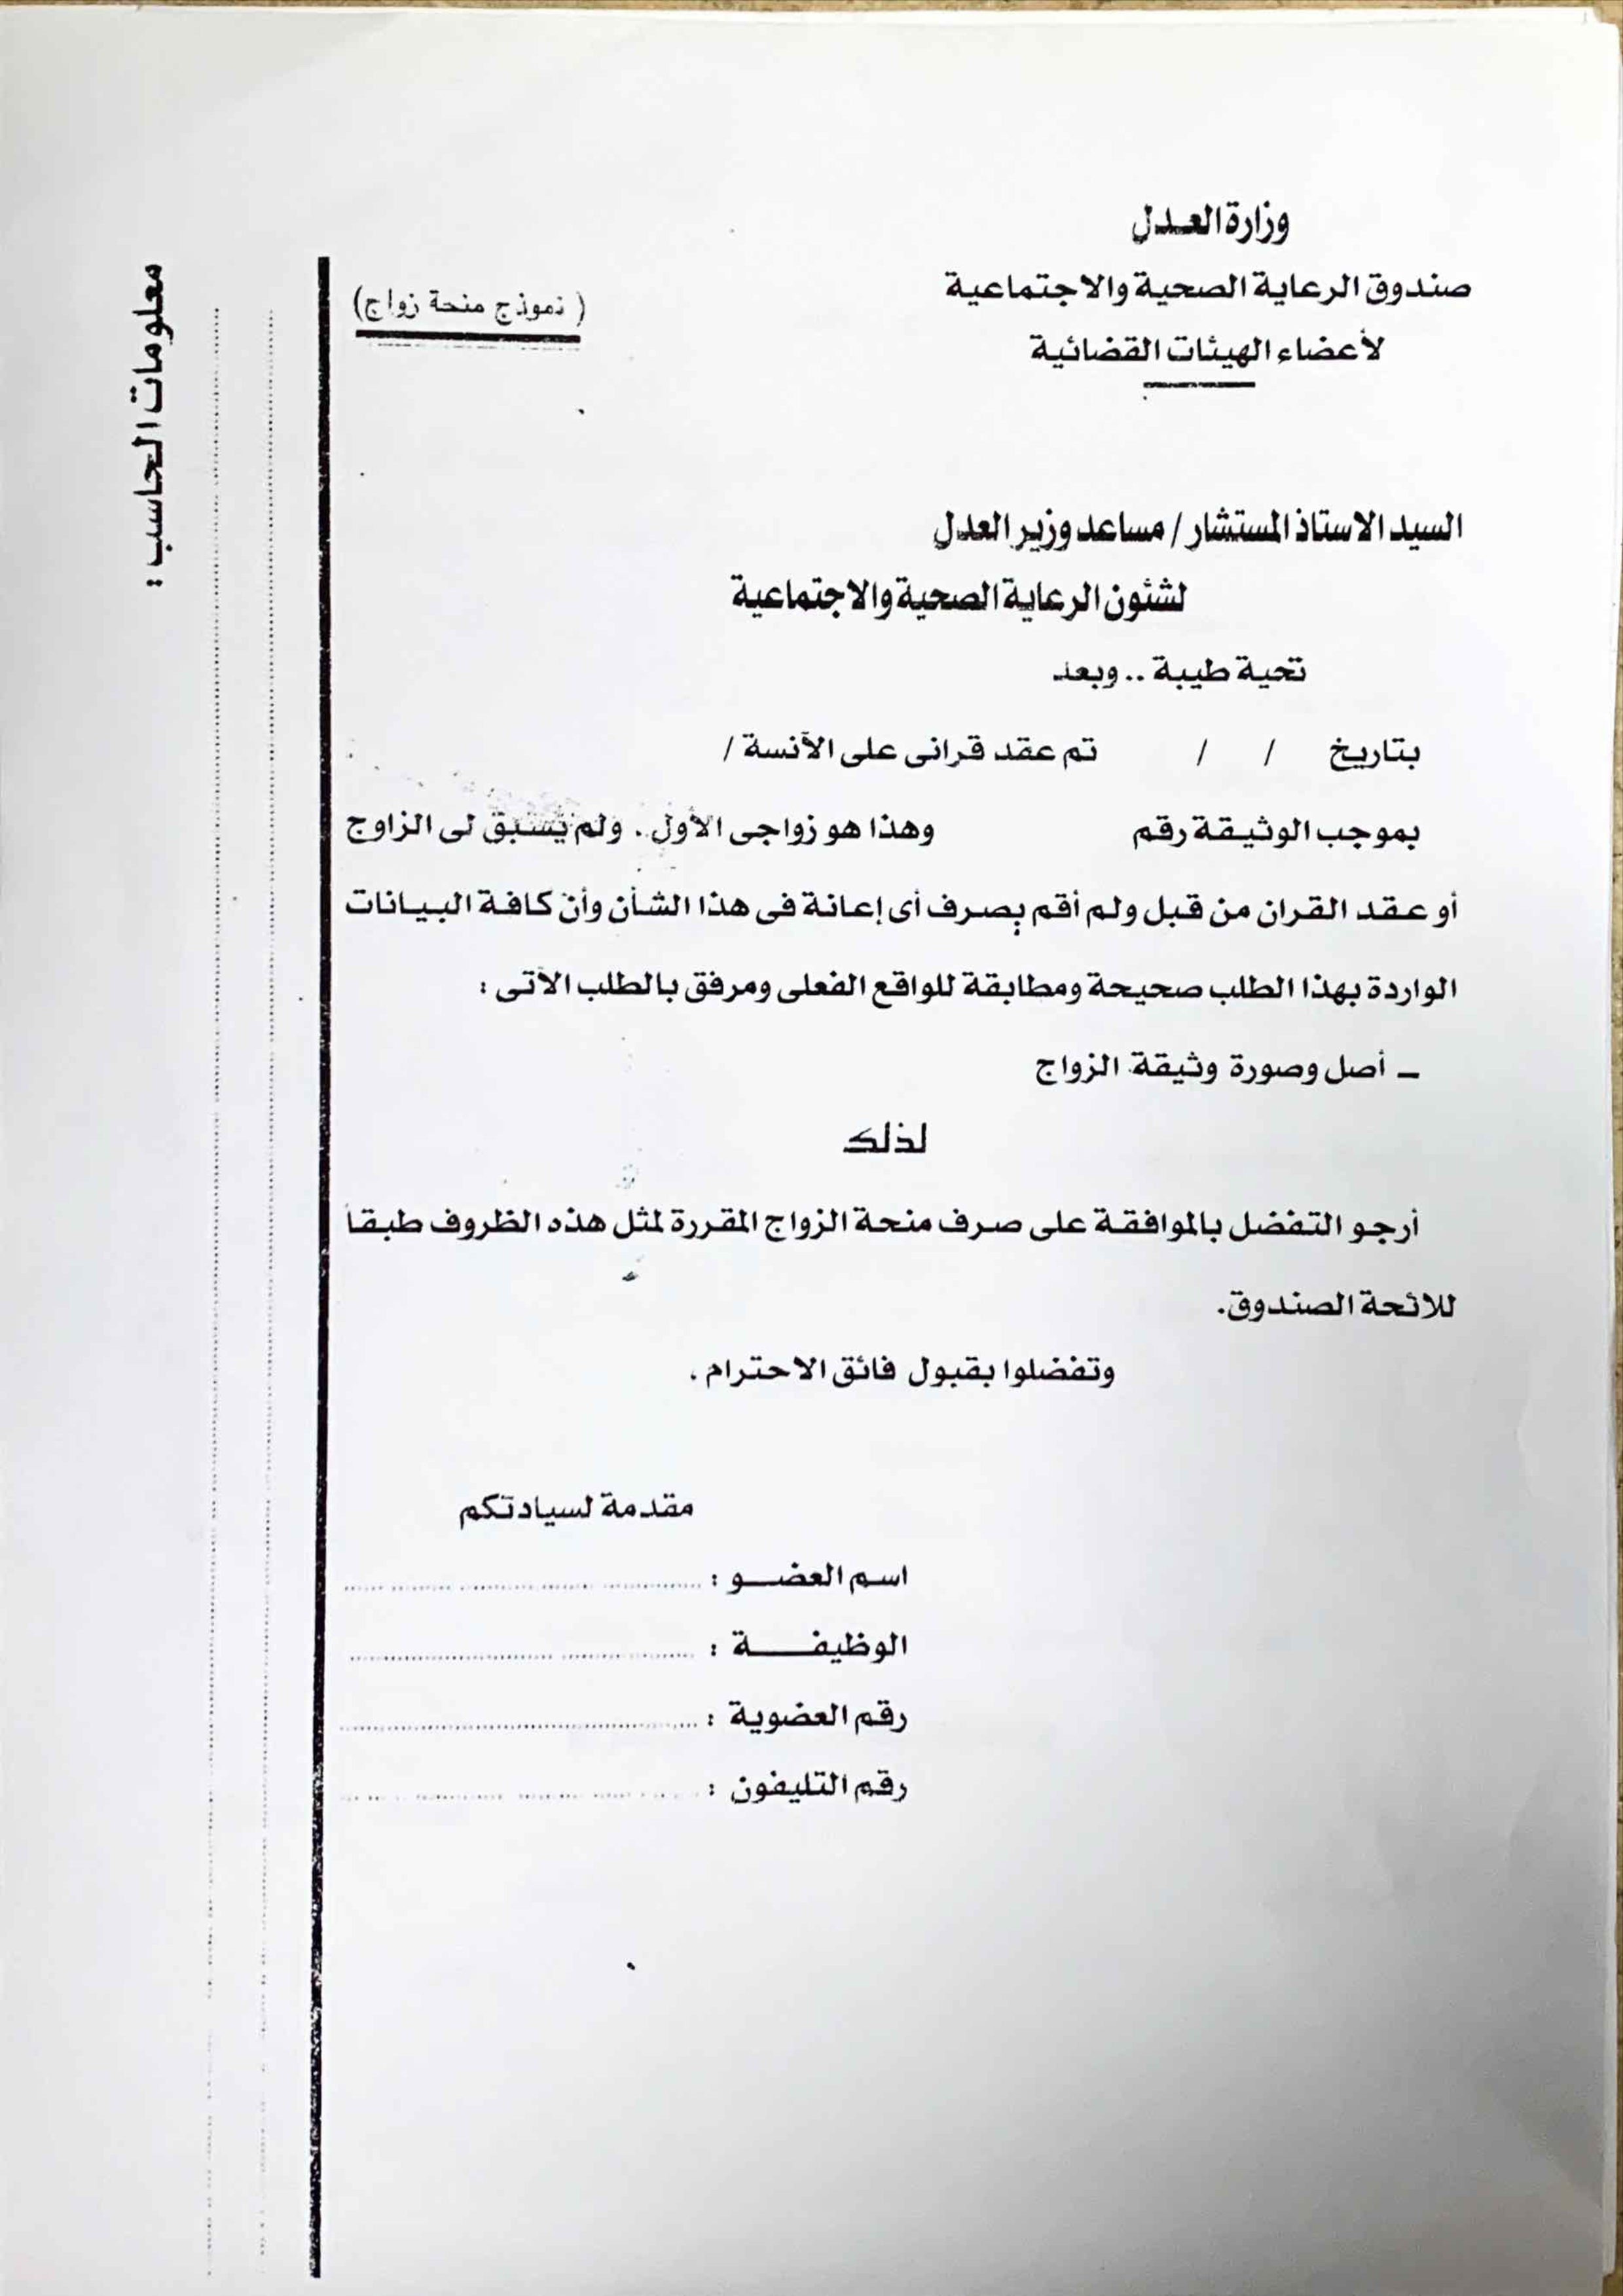 وزارة العدل
صندوق الرعاية الصحية والاجتماعية
لأعضاء الهيئات القضائية
( نموذج منحة زواج)
معلومات الحاسب :
السيد الاستاذ المستشار / مساعد وزير العدل
لشئون الرعاية الصحية والاجتماعية
تحية طيبة .. وبعد
بتاريخ / / تم عقد قرانى على الآنسة /
بموجب الوثيقة رقم وهذا هو زواجى الأول . ولم يسبق لى الزاوج
أو عقد القران من قبل ولم أقم بصرف أى إعانة فى هذا الشأن وأن كافة البيانات
الواردة بهذا الطلب صحيحة ومطابقة للواقع الفعلى ومرفق بالطلب الآتى :
ـ أصل وصورة وثيقة الزواج
لذلك
أرجو التفضل بالموافقة على صرف منحة الزواج المقررة لمثل هذه الظروف طبقا
للائحة الصندوق.
وتفضلوا بقبول فائق الاحترام .
مقدمة لسيادتكم
اسم العضـــو : ........................................
الوظيفـــــة : ........................................
رقم العضوية : ........................................
رقم التليفون : ........................................